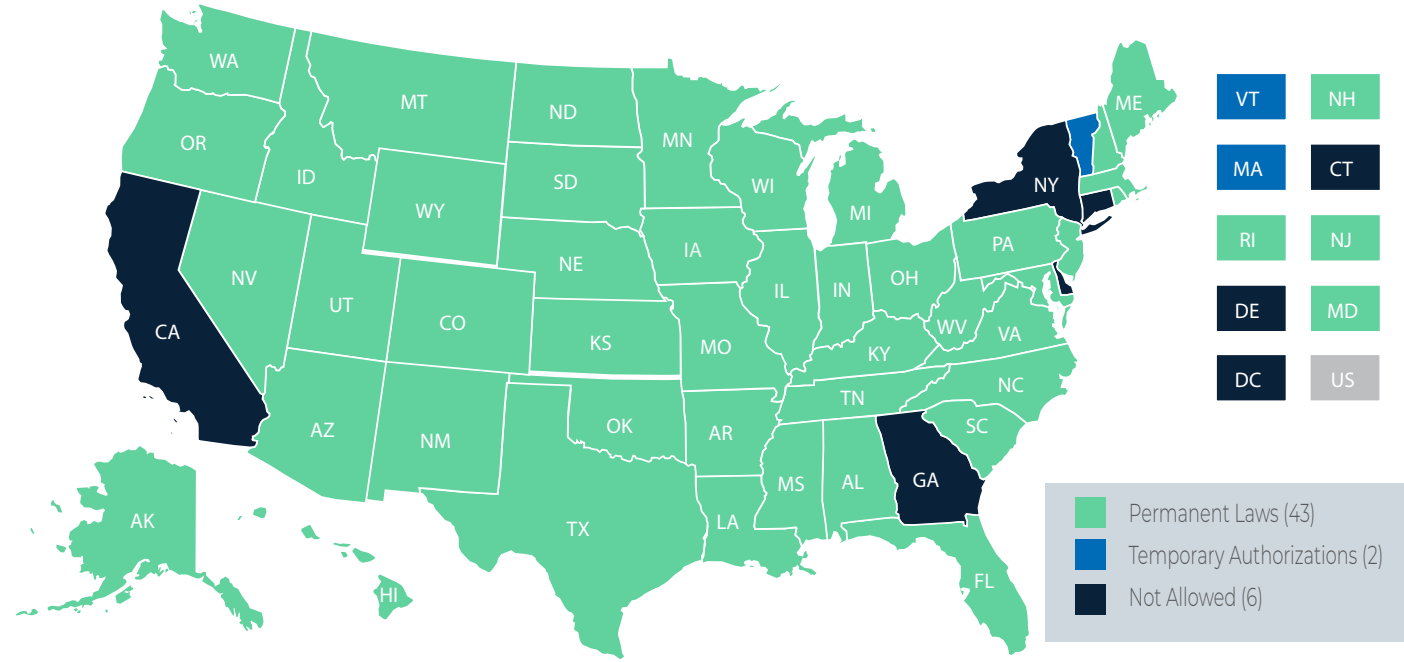 WA
MT
ND
MN
ME
OR
ID
SD
WI
MI
NY
WY
IA
NE
PA
NV
UT
CO
IL
IN
OH
CA
KS
MO
WV
VA
KY
AZ
NM
OK
AR
TN
NC
SC
AK
TX
LA
MS
AL
GA
HI
FL
VT NH
MA CT
RI NJ
DE MD
DC US
Permanent Laws (43)
Temporary Authorizations (2)
Not Allowed (6)